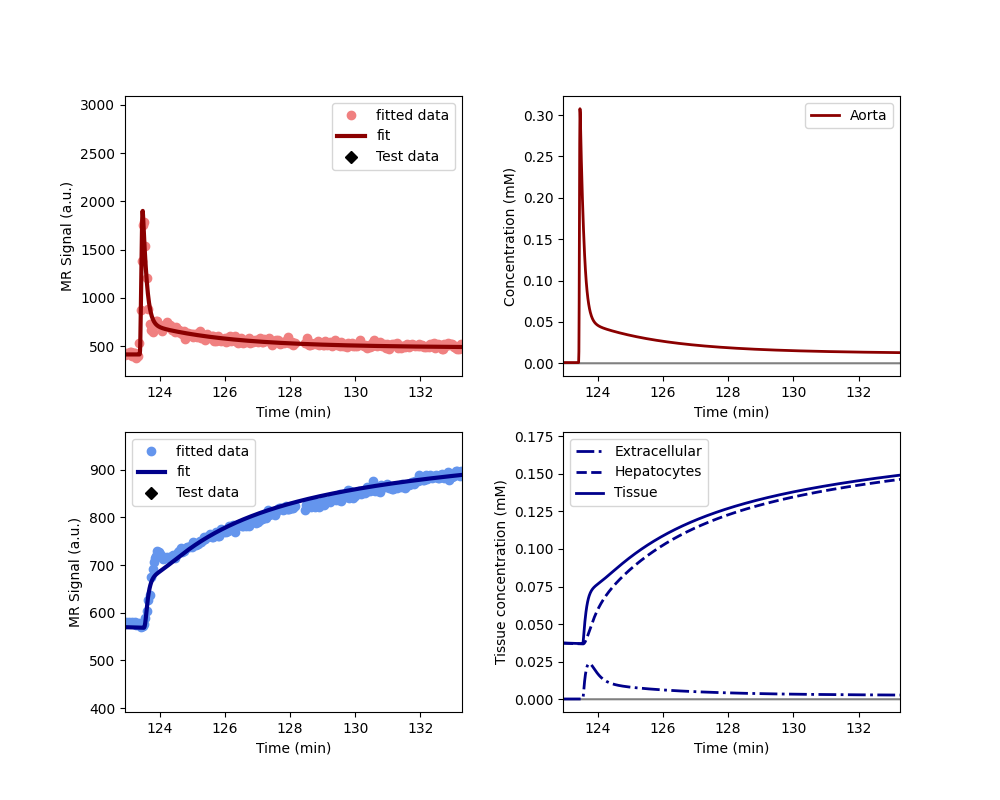 3000
2500
2000
1500
1000
500
MR Signal (a.u.)
fitted data
fit
Test data
124 126 128 130 132
Time (min)
0.30
0.25
0.20
0.15
0.10
0.05
0.00
Concentration (mM)
Aorta
124 126 128 130 132
Time (min)
900
800
700
600
500
400
MR Signal (a.u.)
fitted data
fit
Test data
124 126 128 130 132
Time (min)
0.175
0.150
0.125
0.100
0.075
0.050
0.025
0.000
Tissue concentration (mM)
Extracellular
Hepatocytes
Tissue
124 126 128 130 132
Time (min)